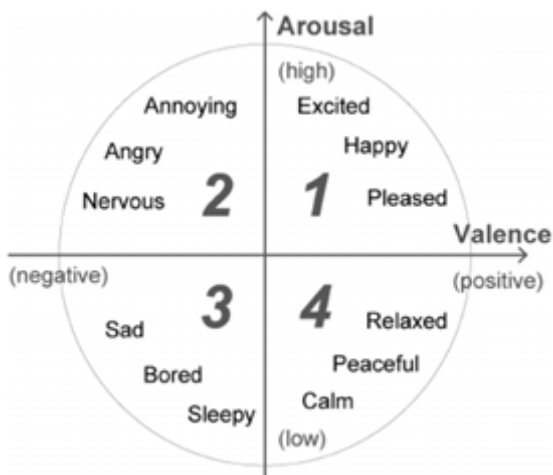 Arousal
(high)
Annoying
Excited
Angry
Happy
Nervous
2
1
Pleased
Valence
(negative)
(positive)
3
4
Sad
Relaxed
Bored
Peaceful
Sleepy
Calm
(low)